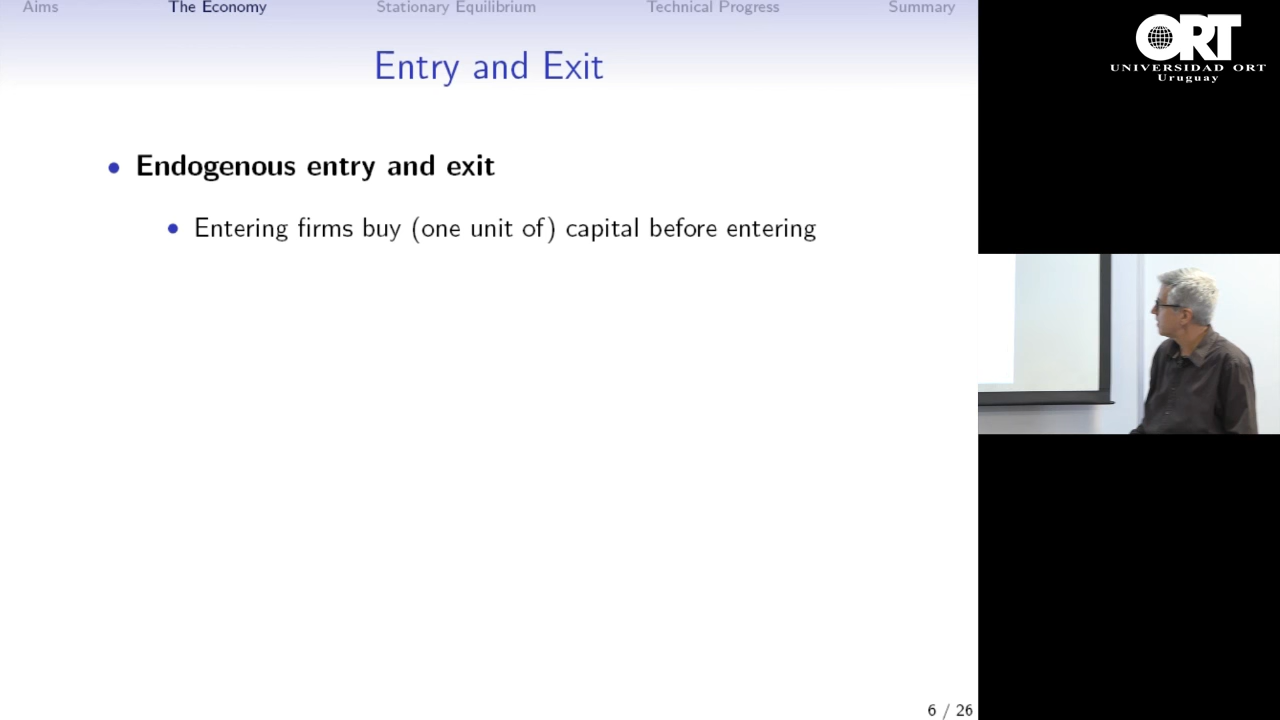 Aims The Economy Stationary Equilibrium Technical Progress Summary
Entry and Exit
• Endogenous entry and exit
• Entering firms buy (one unit of) capital before entering
6 / 26
ORT
UNIVERSIDAD ORT
Uruguay